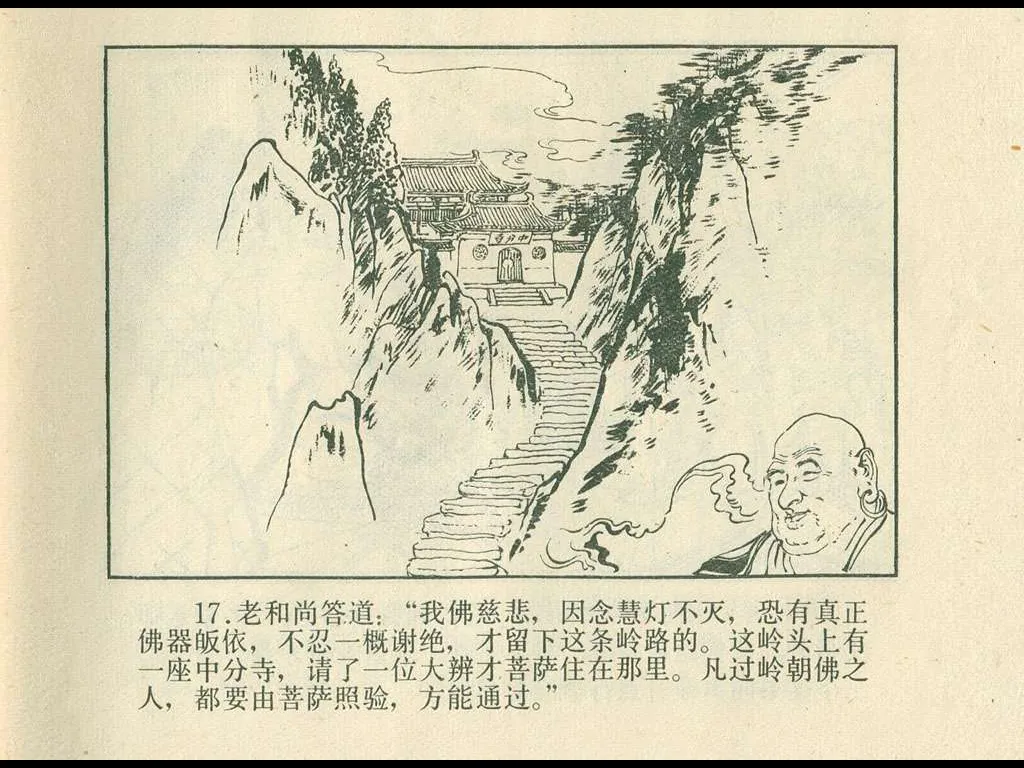 寺分中
17.老和尚答道：“我佛慈悲，因念慧灯不灭，恐有真正
佛器皈依，不忍一概谢绝，才留下这条岭路的。这岭头上有
一座中分寺，请了一位大辨才菩萨住在那里。凡过岭朝佛之
人，都要由菩萨照验，方能通过。”